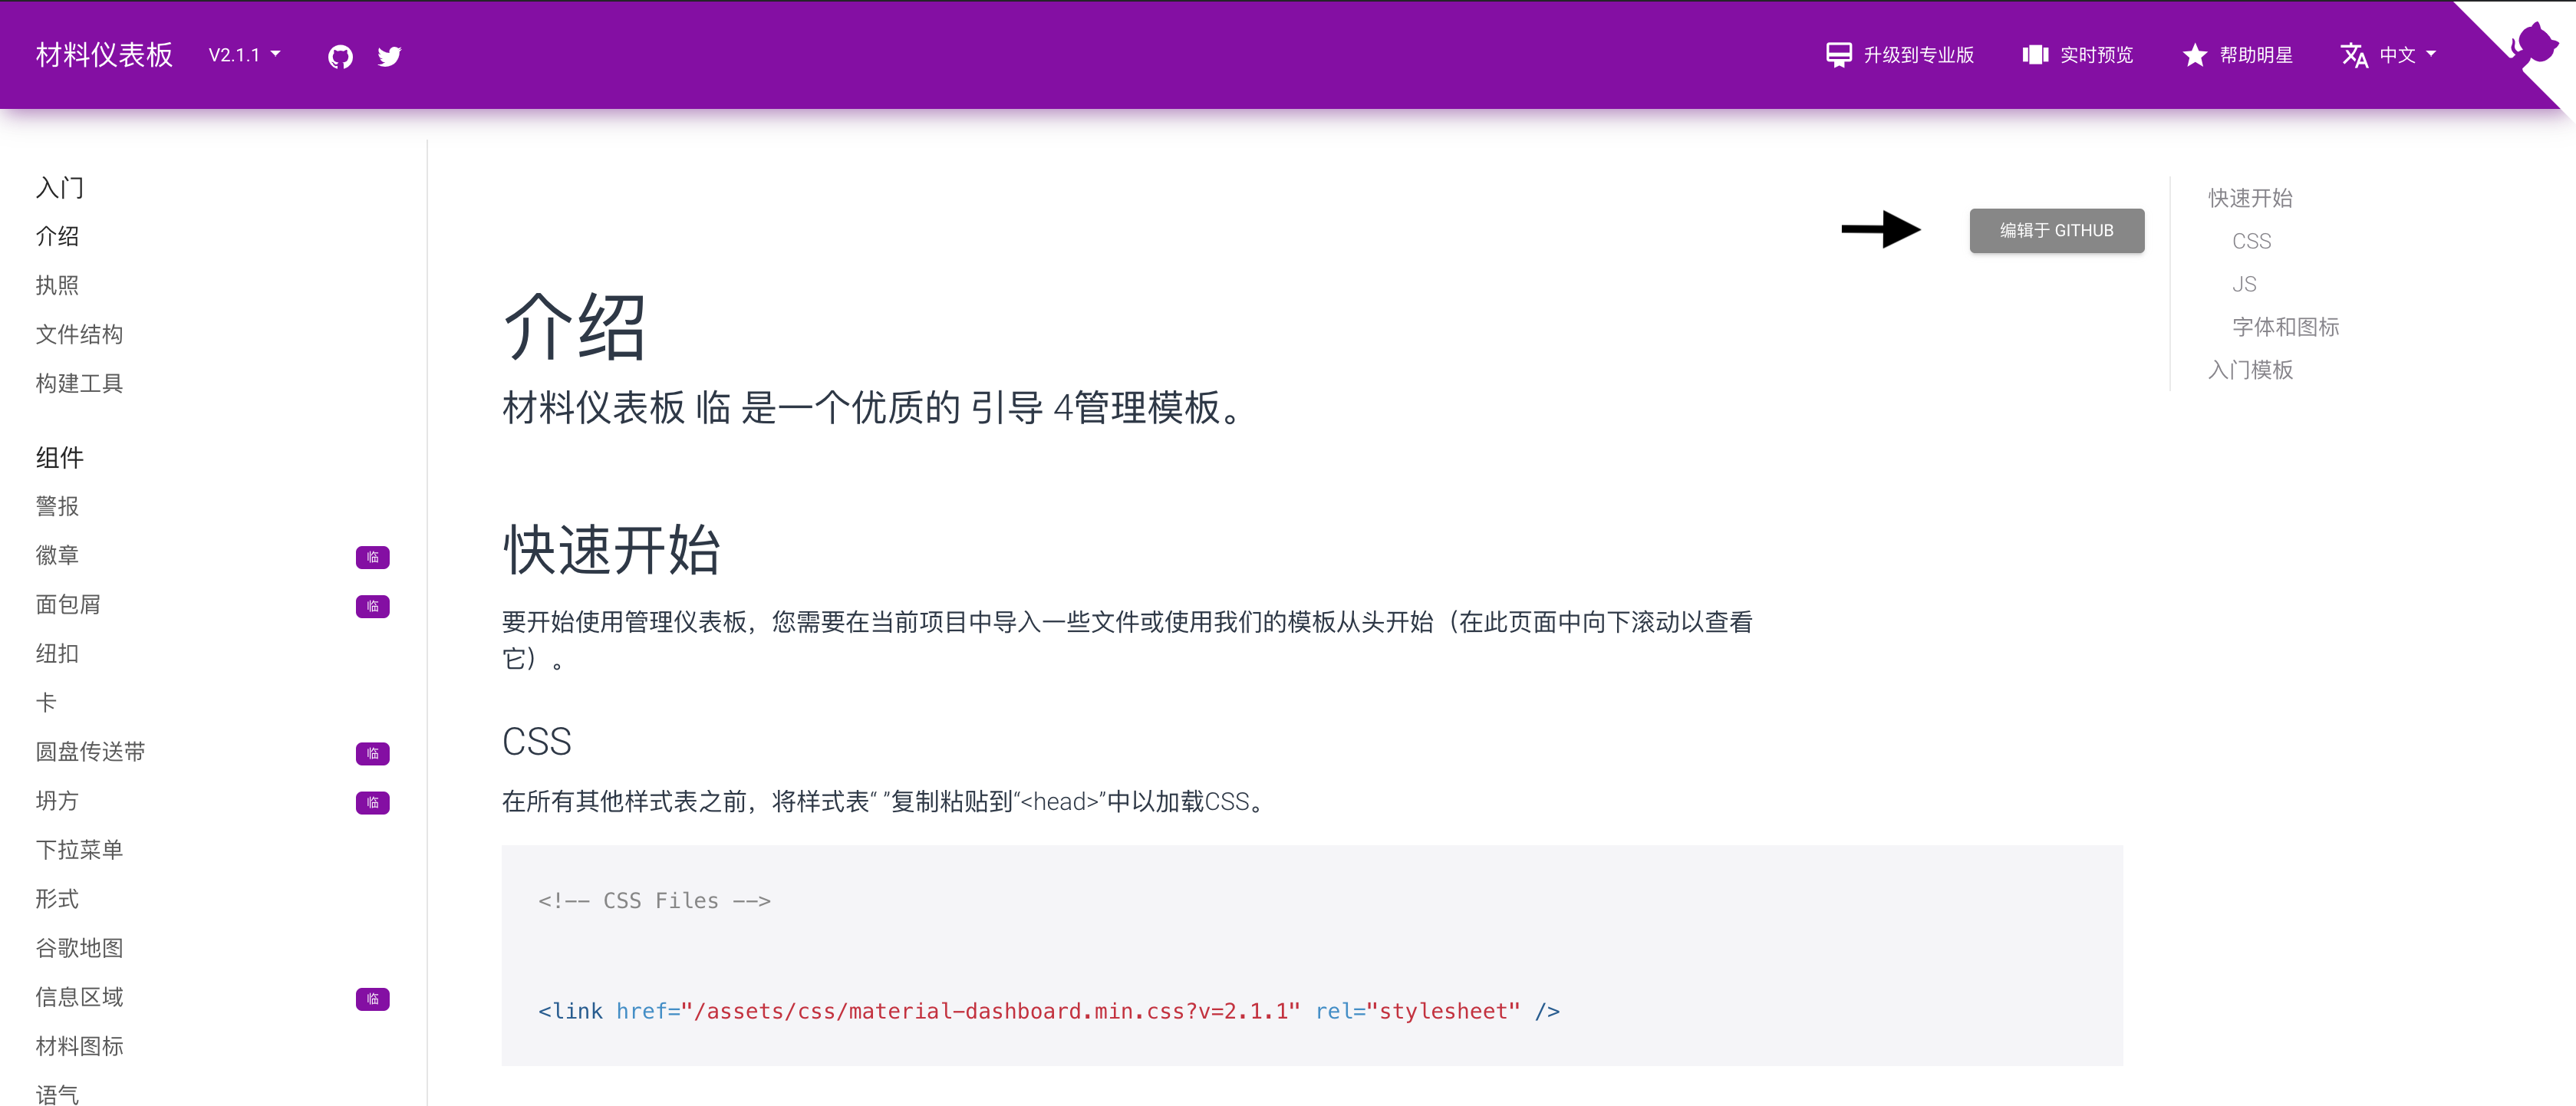 材料仪表板 V2.1.1
升级到专业版 实时预览 帮助明星 中文
入门
介绍
执照
文件结构
构建工具
组件
警报
徽章 临
面包屑 临
纽扣
卡
圆盘传送带 临
坍方 临
下拉菜单
形式
谷歌地图
信息区域 临
材料图标
语气
编辑于 GITHUB
介绍
材料仪表板 临 是一个优质的 引导 4管理模板。
快速开始
要开始使用管理仪表板，您需要在当前项目中导入一些文件或使用我们的模板从头开始（在此页面中向下滚动以查看
它）。
CSS
在所有其他样式表之前，将样式表“ ”复制粘贴到“<head>”中以加载CSS。
<!-- CSS Files -->
<link href="/assets/css/material-dashboard.min.css?v=2.1.1" rel="stylesheet" />
快速开始
CSS
JS
字体和图标
入门模板